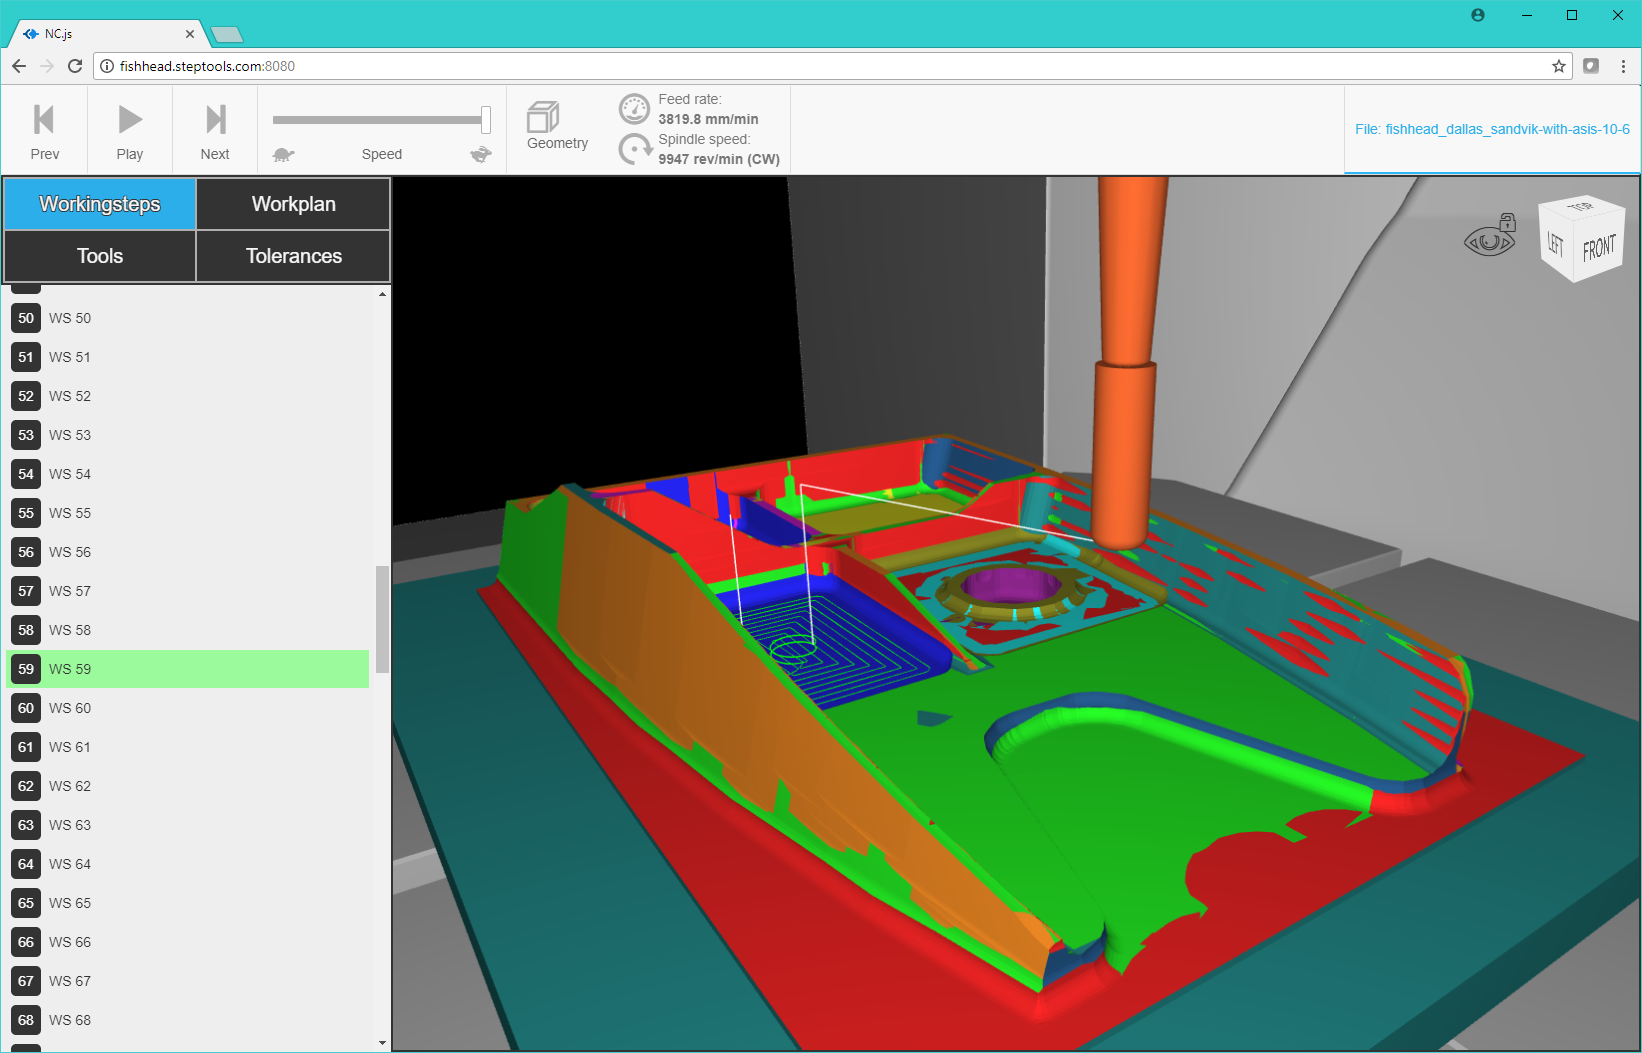 NC.js
fishhead.steptools.com:8080
Prev
Play
Next
Speed
Geometry
Feed rate:
3819.8 mm/min
Spindle speed:
9947 rev/min (CW)
File: fishhead_dallas_sandvik-with-asis-10-6
Workingsteps
Workplan
Tools
Tolerances
50 WS 50
51 WS 51
52 WS 52
53 WS 53
54 WS 54
55 WS 55
56 WS 56
57 WS 57
58 WS 58
59 WS 59
60 WS 60
61 WS 61
62 WS 62
63 WS 63
64 WS 64
65 WS 65
66 WS 66
67 WS 67
68 WS 68
TOP
LEFT
FRONT